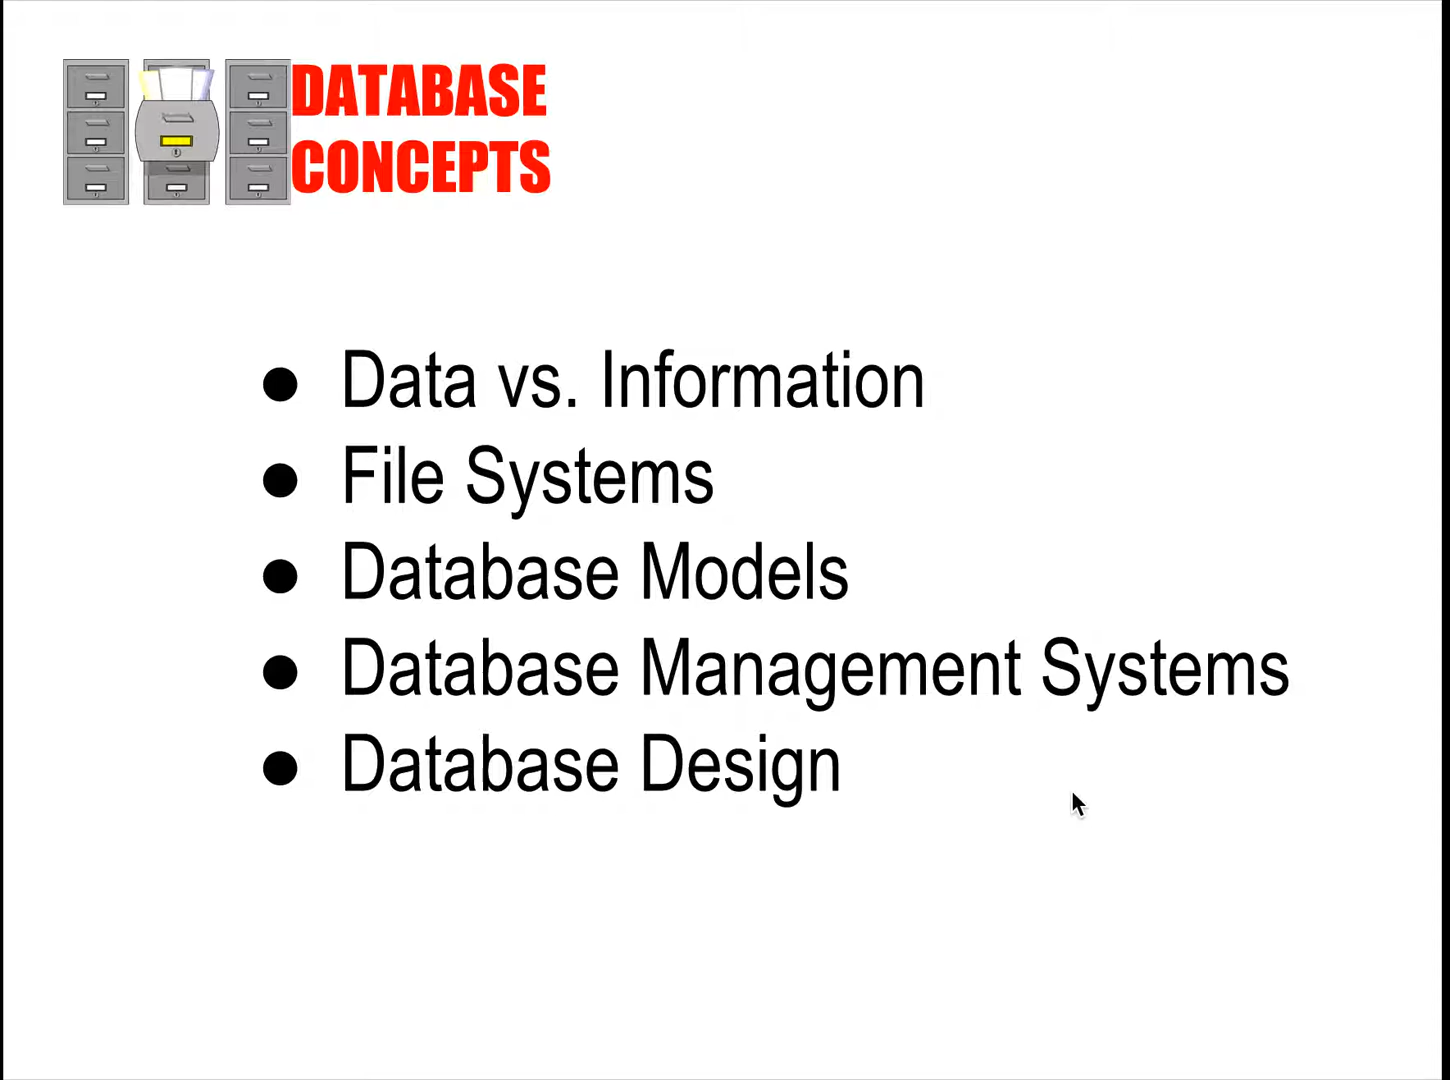 DATABASE
CONCEPTS
● Data vs. Information
● File Systems
● Database Models
● Database Management Systems
● Database Design